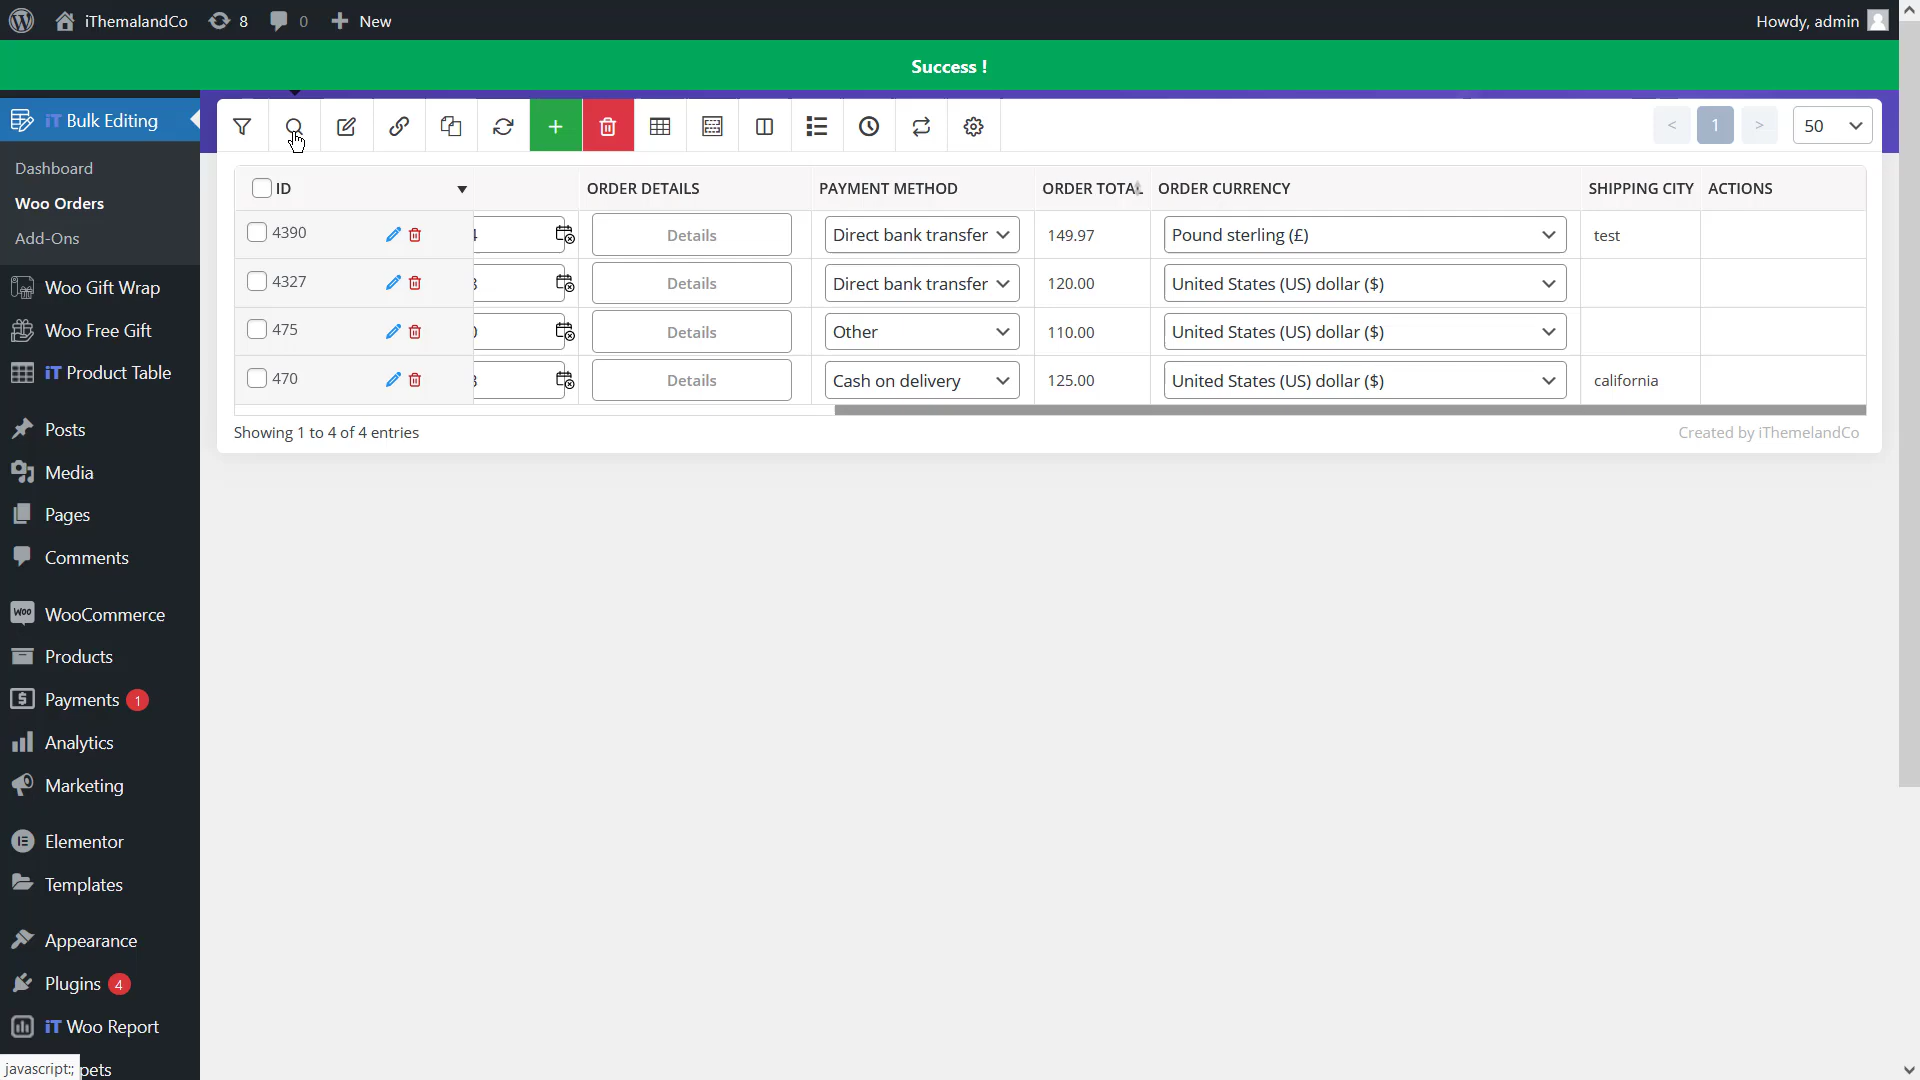 iThemalandCo 8 0 New Howdy, admin
Success !
iT Bulk Editing
Dashboard
Woo Orders
Add-Ons
Woo Gift Wrap
Woo Free Gift
iT Product Table
Posts
Media
Pages
Comments
WooCommerce
Products
Payments 1
Analytics
Marketing
Elementor
Templates
Appearance
Plugins 4
iT Woo Report
pets
javascript:;
< 1 > 50
ID ORDER DETAILS PAYMENT METHOD ORDER TOTAL ORDER CURRENCY SHIPPING CITY ACTIONS
4390 Details Direct bank transfer 149.97 Pound sterling (£) test
4327 Details Direct bank transfer 120.00 United States (US) dollar ($)
475 Details Other 110.00 United States (US) dollar ($)
470 Details Cash on delivery 125.00 United States (US) dollar ($) california
Showing 1 to 4 of 4 entries Created by iThemelandCo